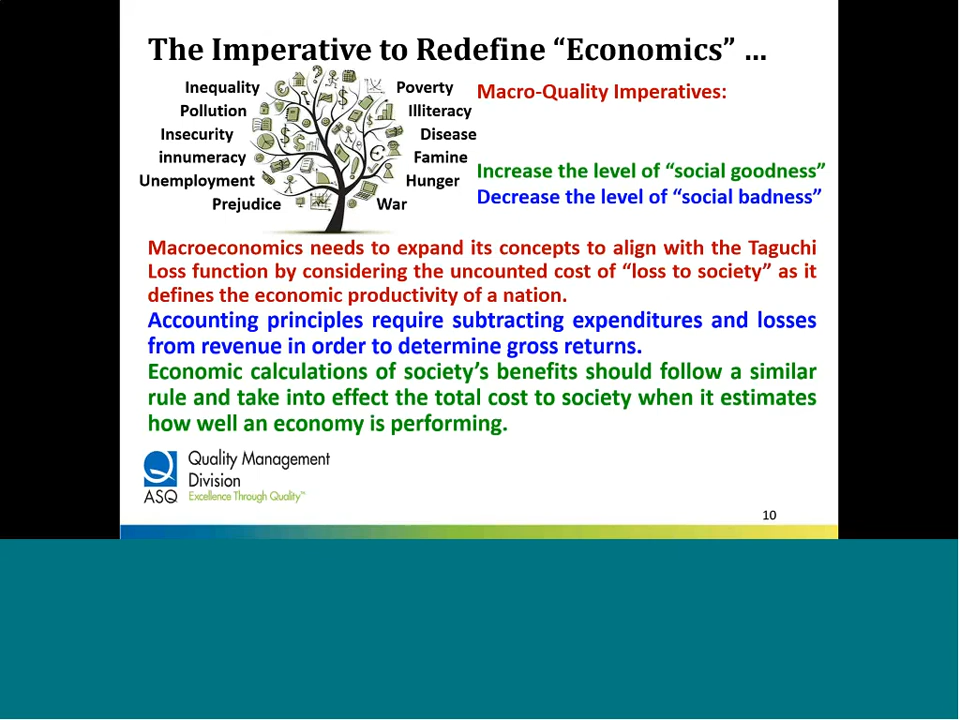 The Imperative to Redefine “Economics” …
Inequality
Pollution
Insecurity
innumeracy
Unemployment
Prejudice
Poverty
Illiteracy
Disease
Famine
Hunger
War
Macro-Quality Imperatives:
Increase the level of “social goodness”
Decrease the level of “social badness”
Macroeconomics needs to expand its concepts to align with the Taguchi
Loss function by considering the uncounted cost of “loss to society” as it
defines the economic productivity of a nation.
Accounting principles require subtracting expenditures and losses
from revenue in order to determine gross returns.
Economic calculations of society’s benefits should follow a similar
rule and take into effect the total cost to society when it estimates
how well an economy is performing.
Quality Management
Division
ASQ Excellence Through Quality™
10